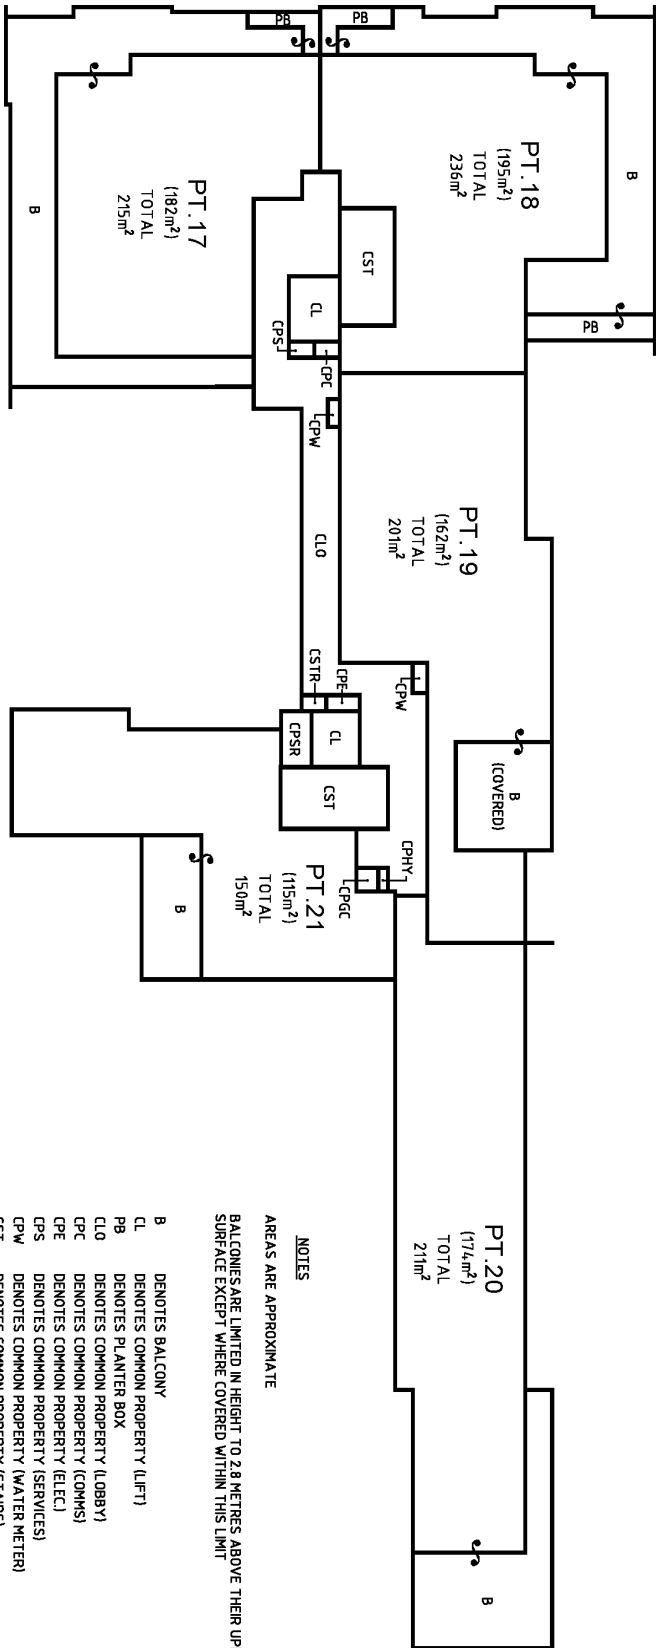 PB
PB
B
PT.18
(195m²)
TOTAL
236m²
CST
PB
PT.17
(182m²)
TOTAL
215m²
B
CL
CPS
CPC
CPW
PT.19
(162m²)
TOTAL
201m²
CLO
CPW
CPE
CSTR
CL
CPSR
CST
B
(COVERED)
CPHY
CPGC
PT.21
(115m²)
TOTAL
150m²
B
PT.20
(174m²)
TOTAL
211m²
B
NOTES
AREAS ARE APPROXIMATE
BALCONIES ARE LIMITED IN HEIGHT TO 2.8 METRES ABOVE THEIR UP
SURFACE EXCEPT WHERE COVERED WITHIN THIS LIMIT
B DENOTES BALCONY
CL DENOTES COMMON PROPERTY (LIFT)
PB DENOTES PLANTER BOX
CLO DENOTES COMMON PROPERTY (LOBBY)
CPC DENOTES COMMON PROPERTY (COMMS)
CPE DENOTES COMMON PROPERTY (ELEC.)
CPS DENOTES COMMON PROPERTY (SERVICES)
CPW DENOTES COMMON PROPERTY (WATER METER)
CST DENOTES COMMON PROPERTY (STAIRS)